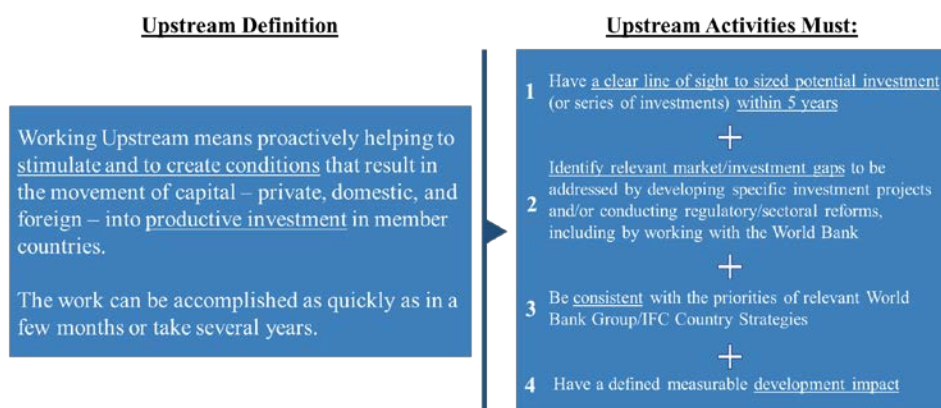 Upstream Definition
Working Upstream means proactively helping to
stimulate and to create conditions that result in
the movement of capital – private, domestic, and
foreign – into productive investment in member
countries.
The work can be accomplished as quickly as in a
few months or take several years.
Upstream Activities Must:
1 Have a clear line of sight to sized potential investment
(or series of investments) within 5 years
+
2 Identify relevant market/investment gaps to be
addressed by developing specific investment projects
and/or conducting regulatory/sectoral reforms,
including by working with the World Bank
+
3 Be consistent with the priorities of relevant World
Bank Group/IFC Country Strategies
+
4 Have a defined measurable development impact